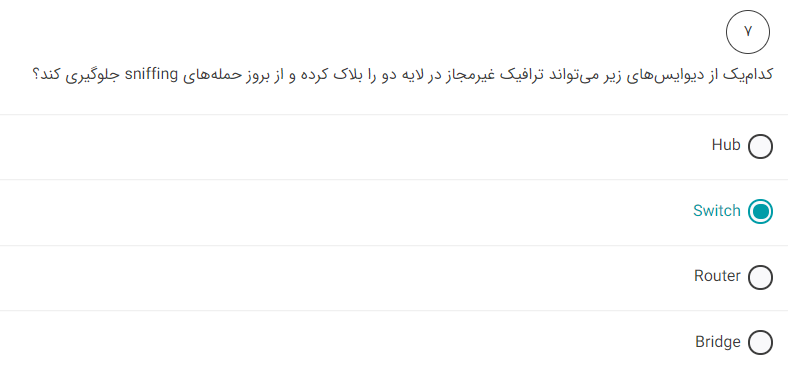 ۷
کدام‌یک از دیوایس‌های زیر می‌تواند ترافیک غیرمجاز در لایه دو را بلاک کرده و از بروز حمله‌های sniffing جلوگیری کند؟
Hub
Switch
Router
Bridge